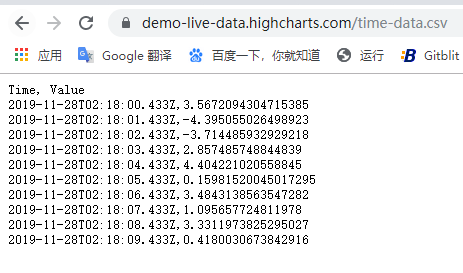 demo-live-data.highcharts.com/time-data.csv
应用 Google 翻译 百度一下，你就知道 运行 Gitblit
Time, Value
2019-11-28T02:18:00.433Z,3.5672094304715385
2019-11-28T02:18:01.433Z,-4.395055026498923
2019-11-28T02:18:02.433Z,-3.714485932929218
2019-11-28T02:18:03.433Z,2.857485748844839
2019-11-28T02:18:04.433Z,4.404221020558845
2019-11-28T02:18:05.433Z,0.15981520045017295
2019-11-28T02:18:06.433Z,3.4843138563547282
2019-11-28T02:18:07.433Z,1.095657724811978
2019-11-28T02:18:08.433Z,3.3311973825295027
2019-11-28T02:18:09.433Z,0.4180030673842916